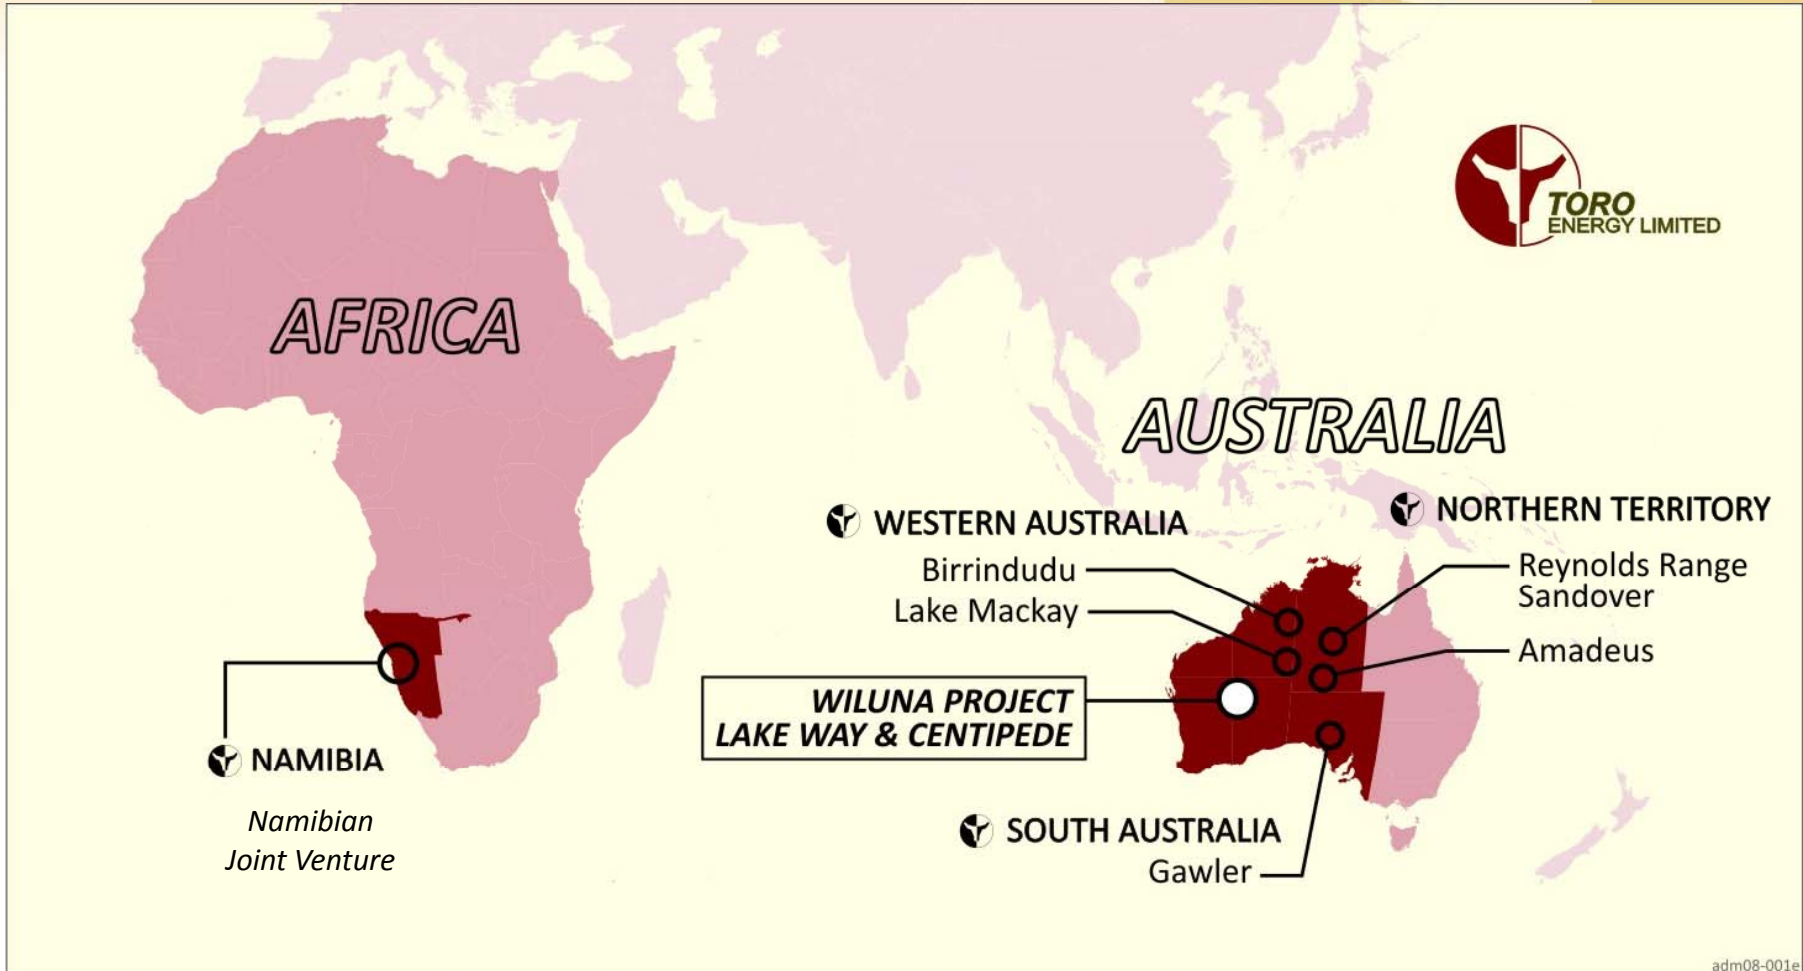 TORO
ENERGY LIMITED
AFRICA
AUSTRALIA
WESTERN AUSTRALIA
Birrindudu
Lake Mackay
NORTHERN TERRITORY
Reynolds Range
Sandover
Amadeus
WILUNA PROJECT
LAKE WAY & CENTIPEDE
NAMIBIA
Namibian
Joint Venture
SOUTH AUSTRALIA
Gawler
adm08-001e